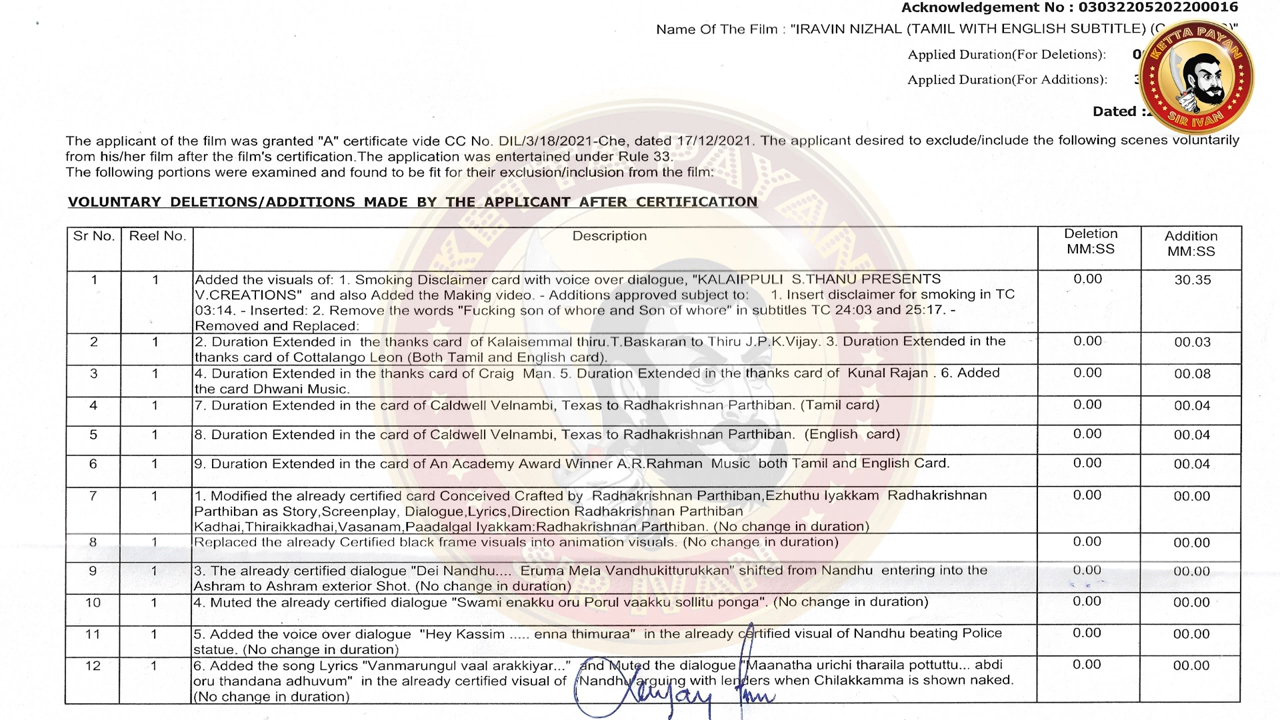 Acknowledgement No : 03032205202200016
Name Of The Film : "IRAVIN NIZHAL (TAMIL WITH ENGLISH SUBTITLE)
Applied Duration(For Deletions):
Applied Duration(For Additions):
Dated :
KETTA PAYAN
SIR IVAN
The applicant of the film was granted "A" certificate vide CC No. DIL/3/18/2021-Che, dated 17/12/2021. The applicant desired to exclude/include the following scenes voluntarily
from his/her film after the film's certification.The application was entertained under Rule 33.
The following portions were examined and found to be fit for their exclusion/inclusion from the film:
VOLUNTARY DELETIONS/ADDITIONS MADE BY THE APPLICANT AFTER CERTIFICATION
Sr No. Reel No. Description Deletion MM:SS Addition MM:SS
1 1 Added the visuals of: 1. Smoking Disclaimer card with voice over dialogue, "KALAIPPULI S.THANU PRESENTS 0.00 30.35
V.CREATIONS" and also Added the Making video. - Additions approved subject to: 1. Insert disclaimer for smoking in TC
03:14. - Inserted: 2. Remove the words "Fucking son of whore and Son of whore" in subtitles TC 24:03 and 25:17. -
Removed and Replaced:
2 1 2. Duration Extended in the thanks card of Kalaisemmal thiru.T.Baskaran to Thiru J.P.K.Vijay. 3. Duration Extended in the 0.00 00.03
thanks card of Cottalango Leon (Both Tamil and English card).
3 1 4. Duration Extended in the thanks card of Craig Man. 5. Duration Extended in the thanks card of Kunal Rajan . 6. Added 0.00 00.08
the card Dhwani Music.
4 1 7. Duration Extended in the card of Caldwell Velnambi, Texas to Radhakrishnan Parthiban. (Tamil card) 0.00 00.04
5 1 8. Duration Extended in the card of Caldwell Velnambi, Texas to Radhakrishnan Parthiban. (English card) 0.00 00.04
6 1 9. Duration Extended in the card of An Academy Award Winner A.R.Rahman Music both Tamil and English Card. 0.00 00.04
7 1 1. Modified the already certified card Conceived Crafted by Radhakrishnan Parthiban,Ezhuthu Iyakkam Radhakrishnan 0.00 00.00
Parthiban as Story,Screenplay, Dialogue,Lyrics,Direction Radhakrishnan Parthiban
Kadhai,Thiraikkadhai,Vasanam,Paadalgal Iyakkam:Radhakrishnan Parthiban. (No change in duration)
8 1 Replaced the already Certified black frame visuals into animation visuals. (No change in duration) 0.00 00.00
9 1 3. The already certified dialogue "Dei Nandhu.... Eruma Mela Vandhukitturukkan" shifted from Nandhu entering into the 0.00 00.00
Ashram to Ashram exterior Shot. (No change in duration)
10 1 4. Muted the already certified dialogue "Swami enakku oru Porul vaakku sollitu ponga". (No change in duration) 0.00 00.00
11 1 5. Added the voice over dialogue "Hey Kassim ..... enna thimuraa" in the already certified visual of Nandhu beating Police 0.00 00.00
statue. (No change in duration)
12 1 6. Added the song Lyrics "Vanmarungul vaal arakkiyar..." and Muted the dialogue "Maanatha urichi tharaila pottuttu... abdi 0.00 00.00
oru thandana adhuvum" in the already certified visual of Nandhu arguing with lenders when Chilakkamma is shown naked.
(No change in duration)